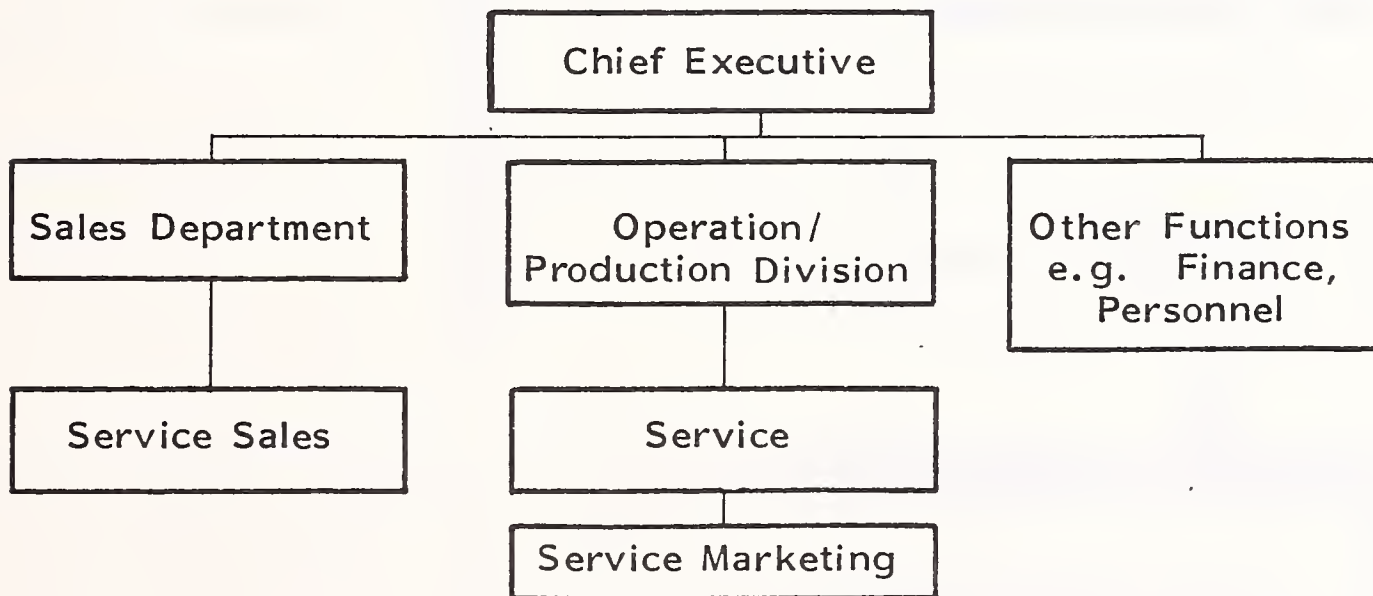 Chief Executive
Sales Department
Operation/
Production Division
Other Functions
e.g. Finance,
Personnel
Service Sales
Service
Service Marketing